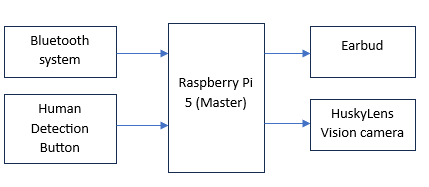 Bluetooth
system
Human
Detection
Button
Raspberry Pi
5 (Master)
Earbud
HuskyLens
Vision camera